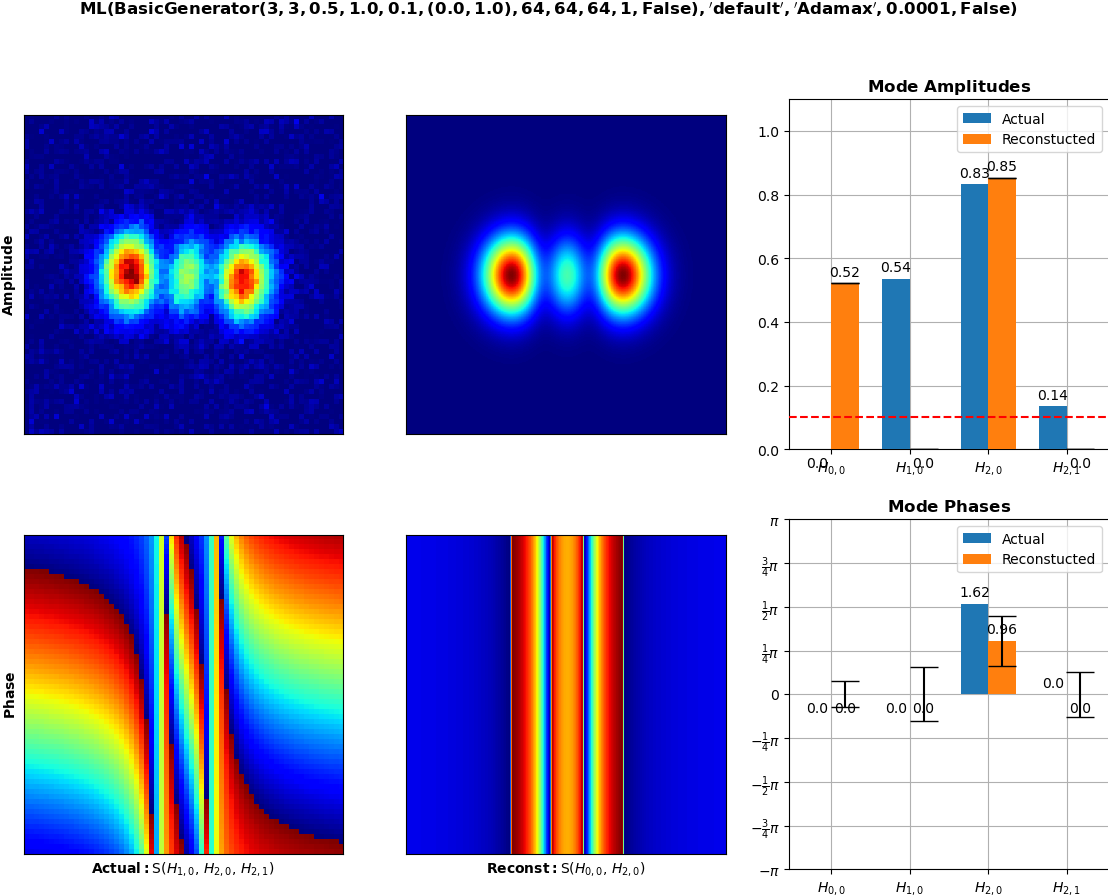 ML(BasicGenerator(3, 3, 0.5, 1.0, 0.1, (0.0, 1.0), 64, 64, 64, 1, False), ′default′, ′Adamax′, 0.0001, False)
Amplitude
Mode Amplitudes
Actual
Reconstucted
1.0
0.8
0.6
0.4
0.2
0.0
0.0
0.52
0.54
0.0
0.83
0.85
0.14
0.0
H0,0
H1,0
H2,0
H2,1
Phase
Actual: S(H1,0, H2,0, H2,1)
Reconst: S(H0,0, H2,0)
Mode Phases
Actual
Reconstucted
π
3/4π
1/2π
1/4π
0
−1/4π
−1/2π
−3/4π
−π
0.0
0.0
0.0
0.0
1.62
0.96
0.0
0.0
H0,0
H1,0
H2,0
H2,1